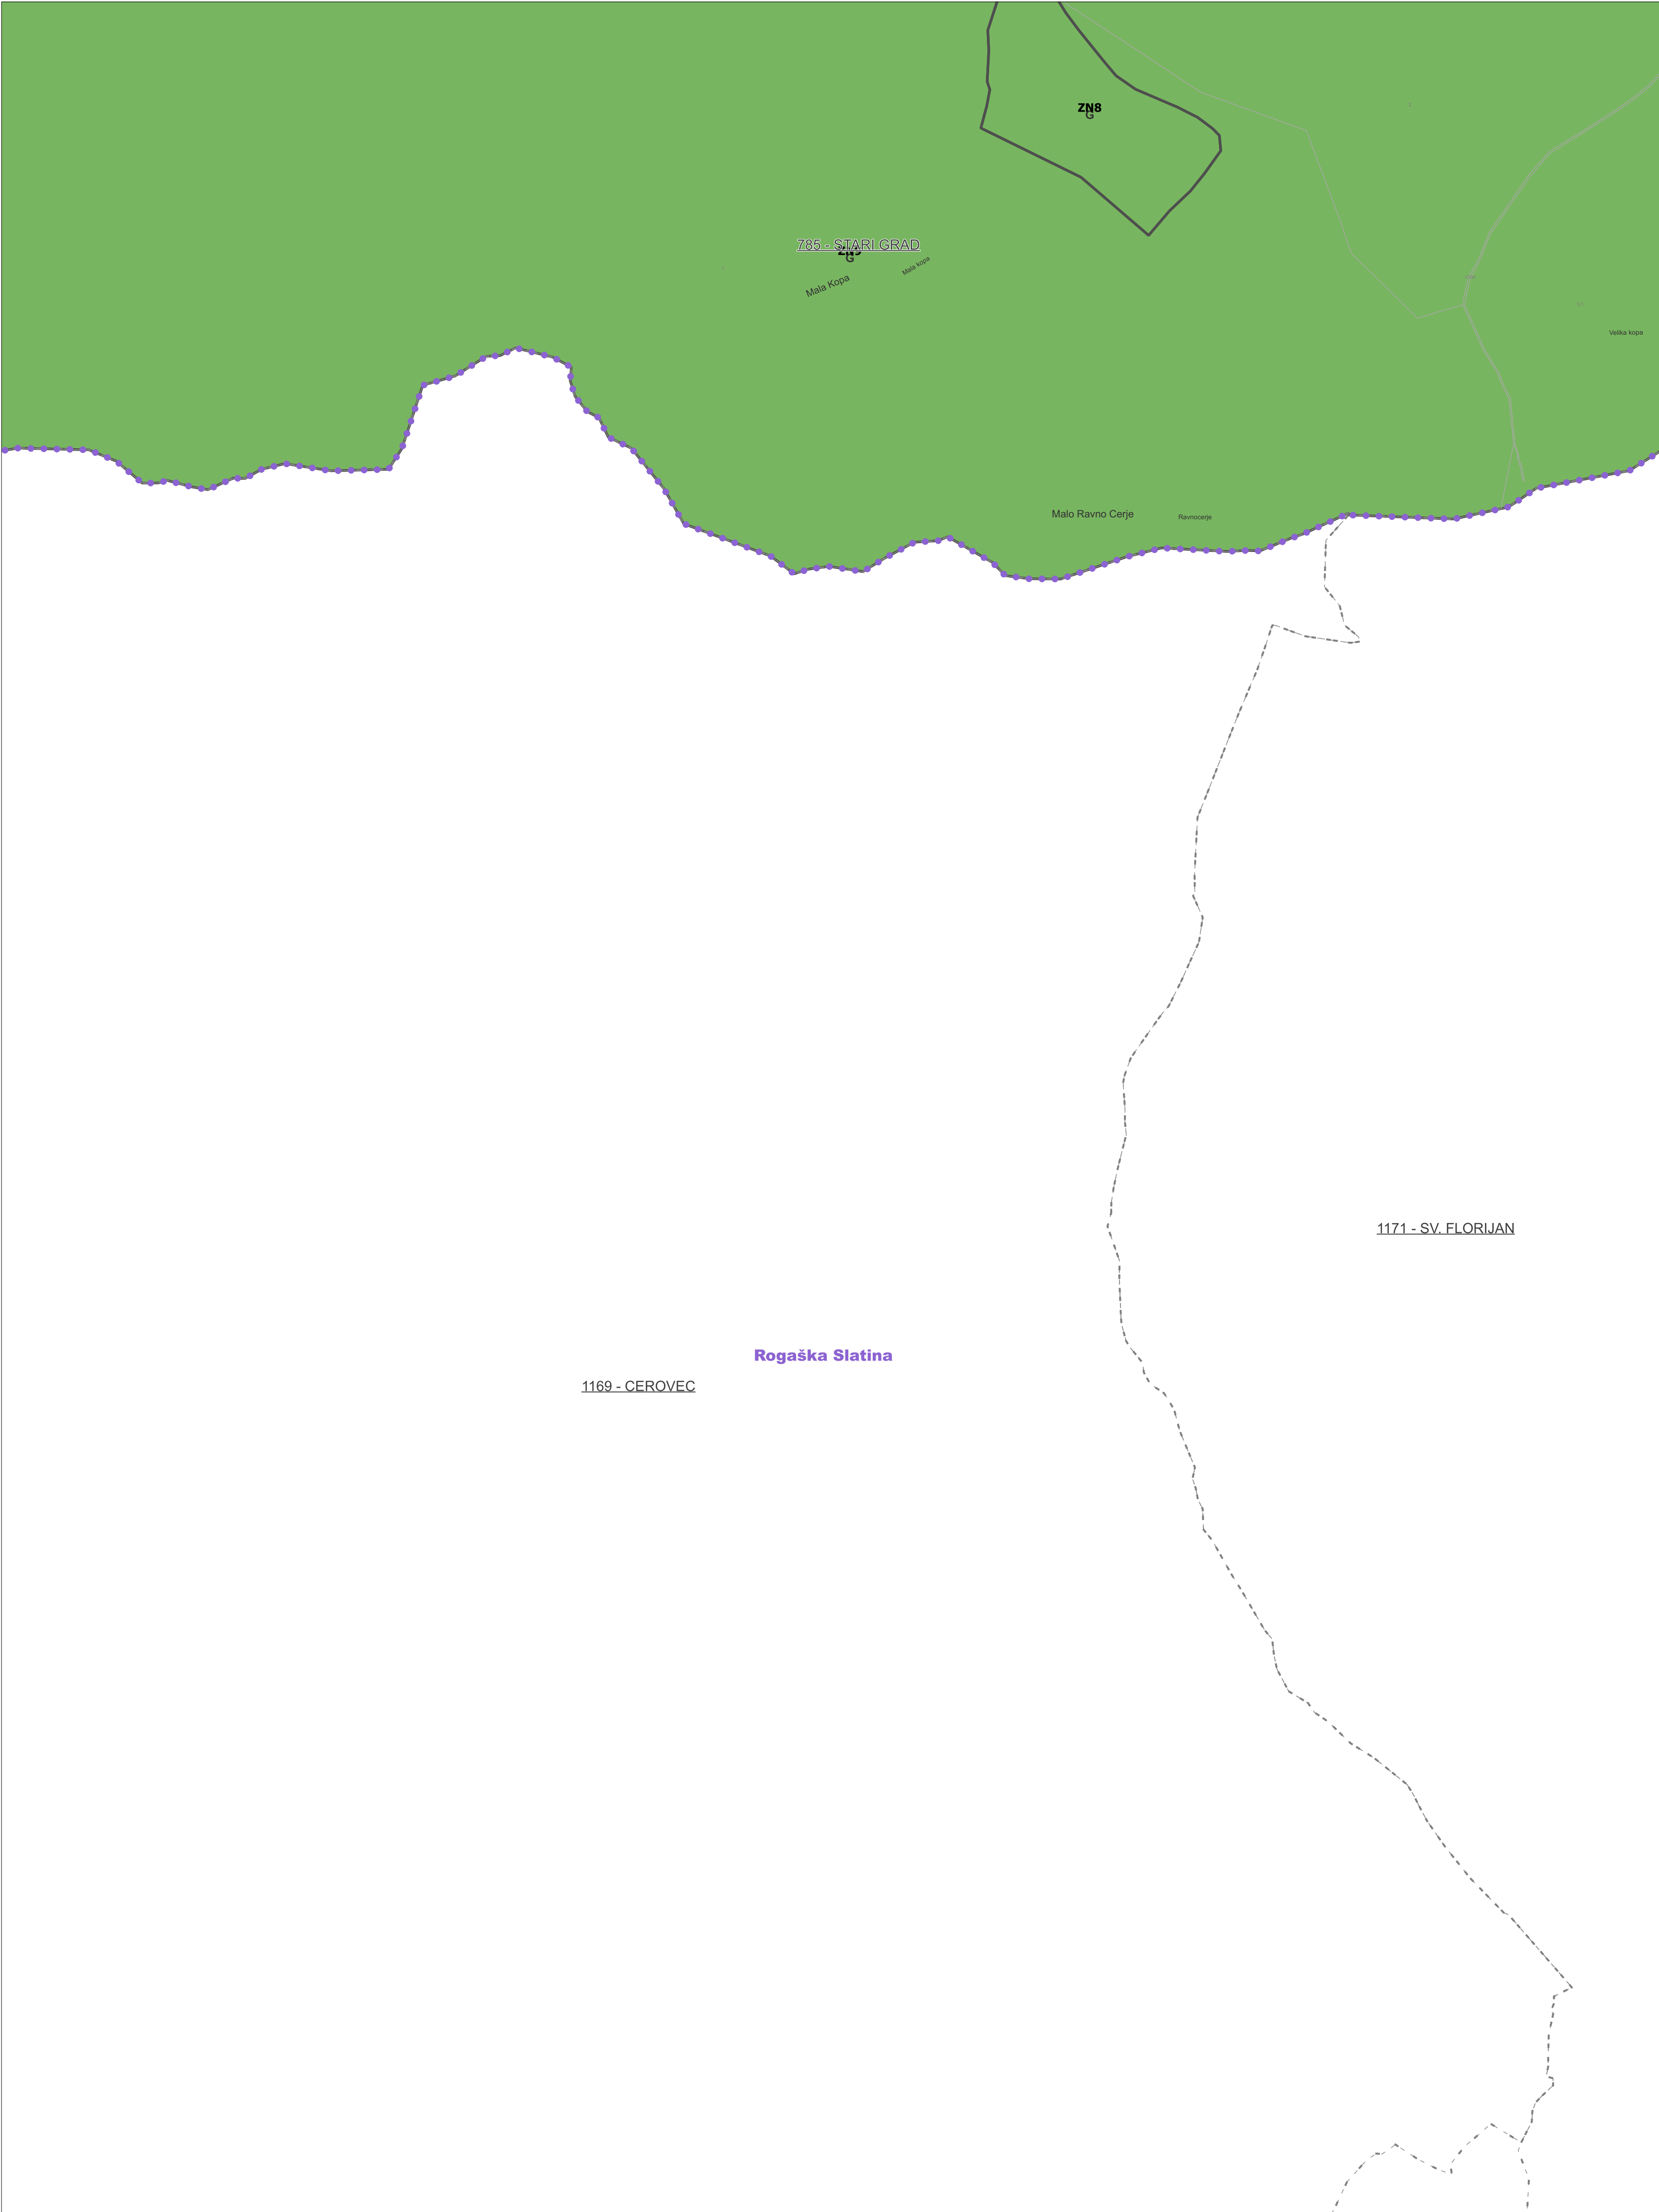 ZN8
G
785 - STARI GRAD
G
Mala Kopa
Mala kopa
Velika kopa
Malo Ravno Cerje
Ravnocerje
1171 - SV. FLORIJAN
Rogaška Slatina
1169 - CEROVEC